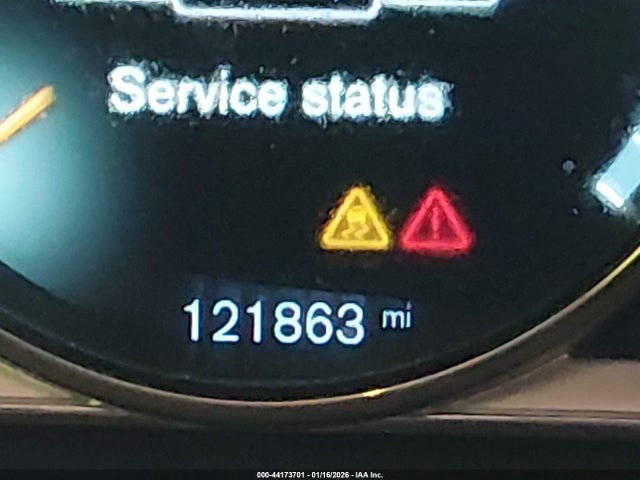 Service status
121863 mi
000-44173701 - 01/16/2026 - IAA Inc.